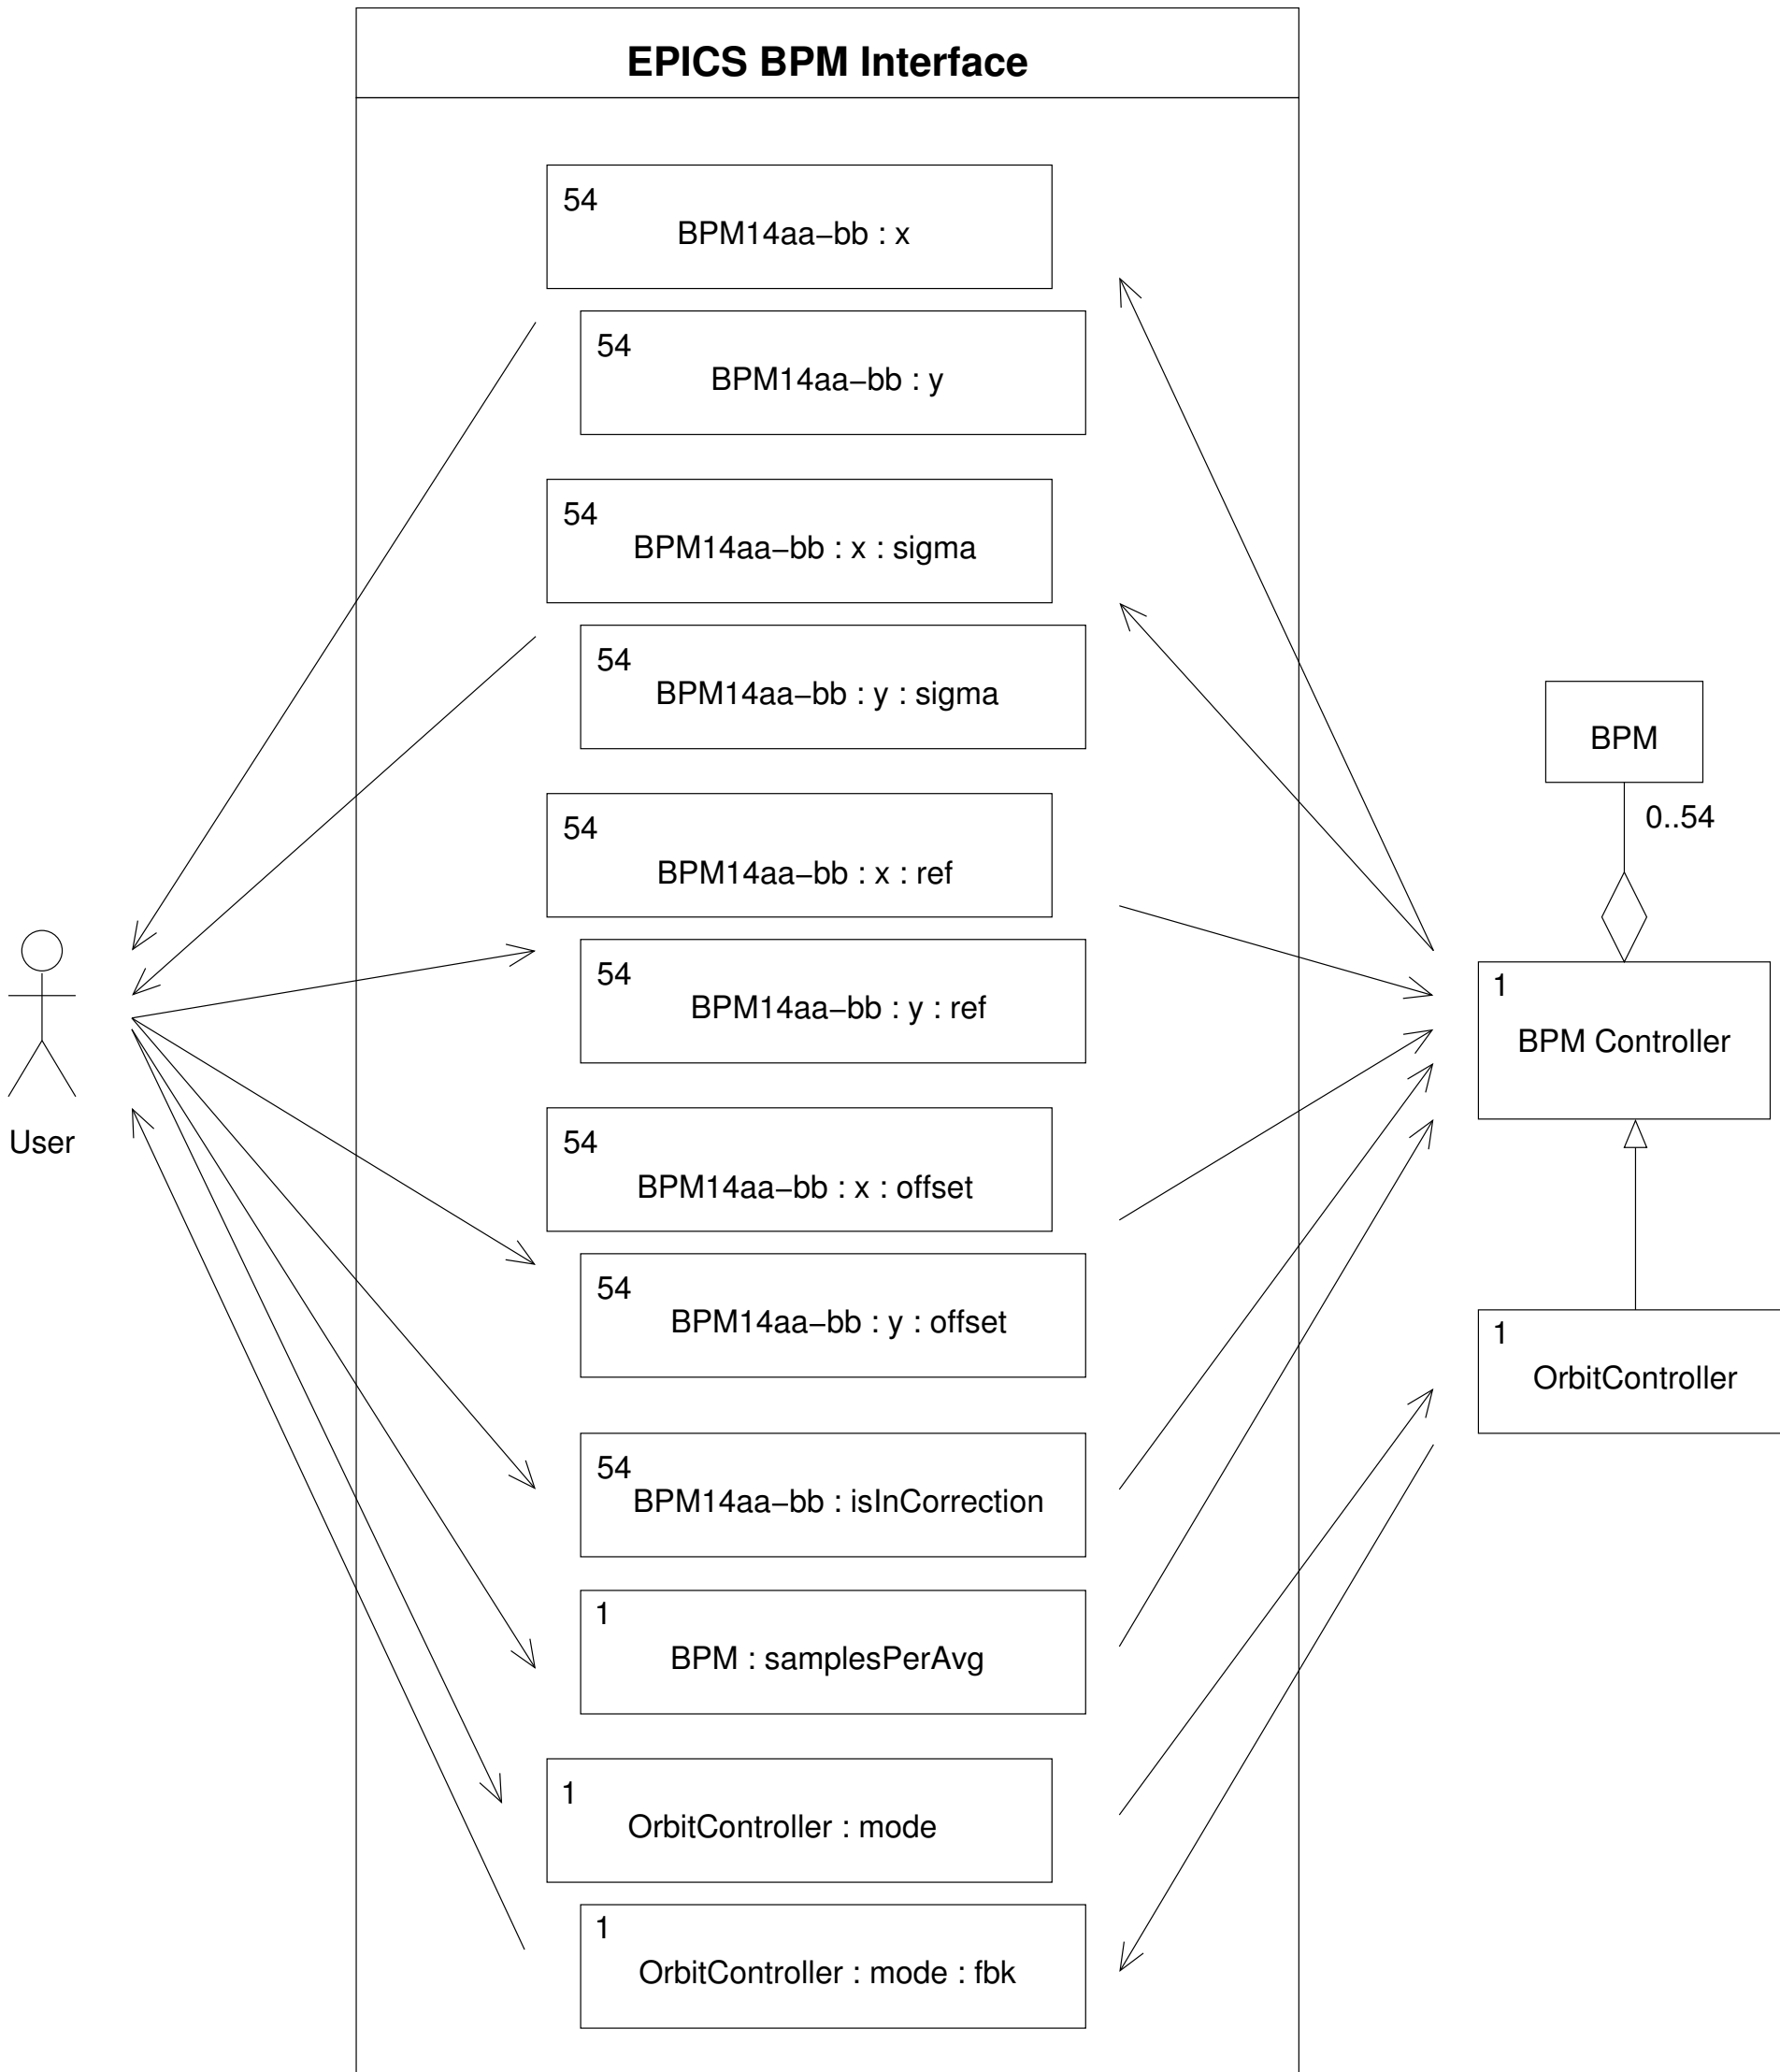 EPICS BPM Interface
54
BPM14aa−bb : x
54
BPM14aa−bb : y
54
BPM14aa−bb : x : sigma
54
BPM14aa−bb : y : sigma
54
BPM14aa−bb : x : ref
54
BPM14aa−bb : y : ref
54
BPM14aa−bb : x : offset
54
BPM14aa−bb : y : offset
54
BPM14aa−bb : isInCorrection
1
BPM : samplesPerAvg
1
OrbitController : mode
1
OrbitController : mode : fbk
User
BPM
0..54
1
BPM Controller
1
OrbitController